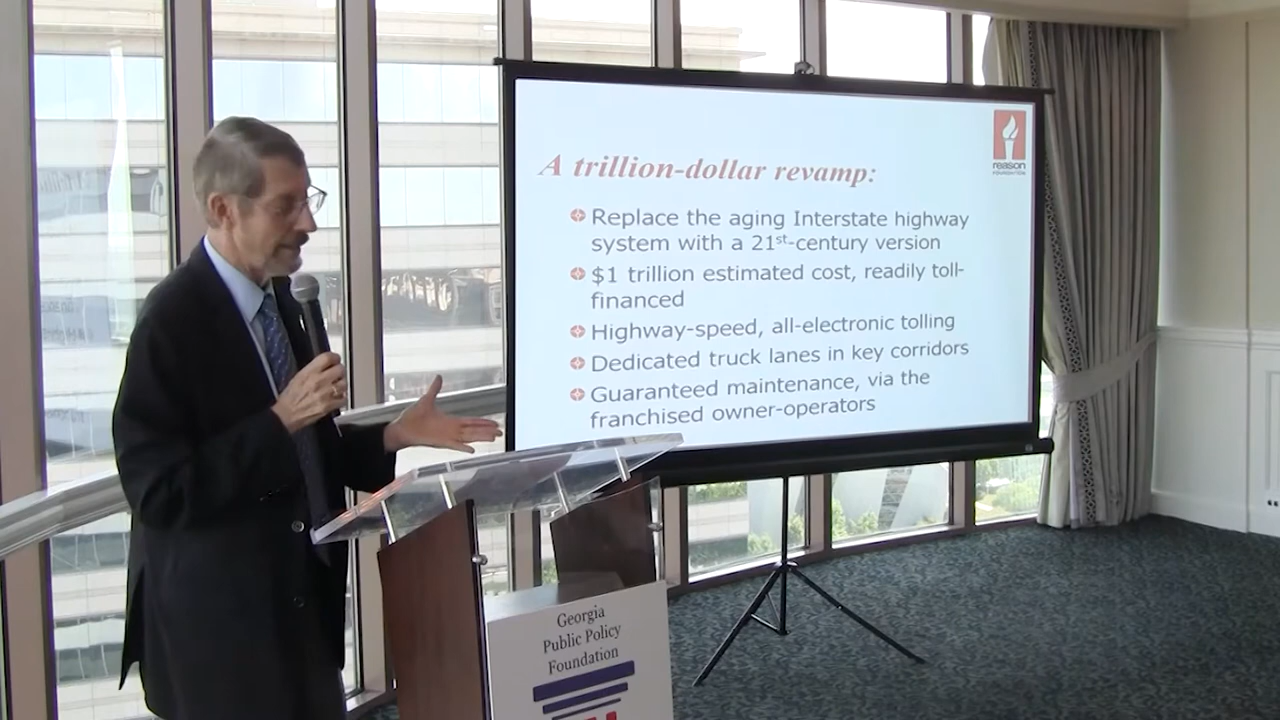 A trillion-dollar revamp:
Replace the aging Interstate highway
system with a 21st-century version
$1 trillion estimated cost, readily toll-
financed
Highway-speed, all-electronic tolling
Dedicated truck lanes in key corridors
Guaranteed maintenance, via the
franchised owner-operators
reason
FOUNDATION
Georgia
Public Policy
Foundation